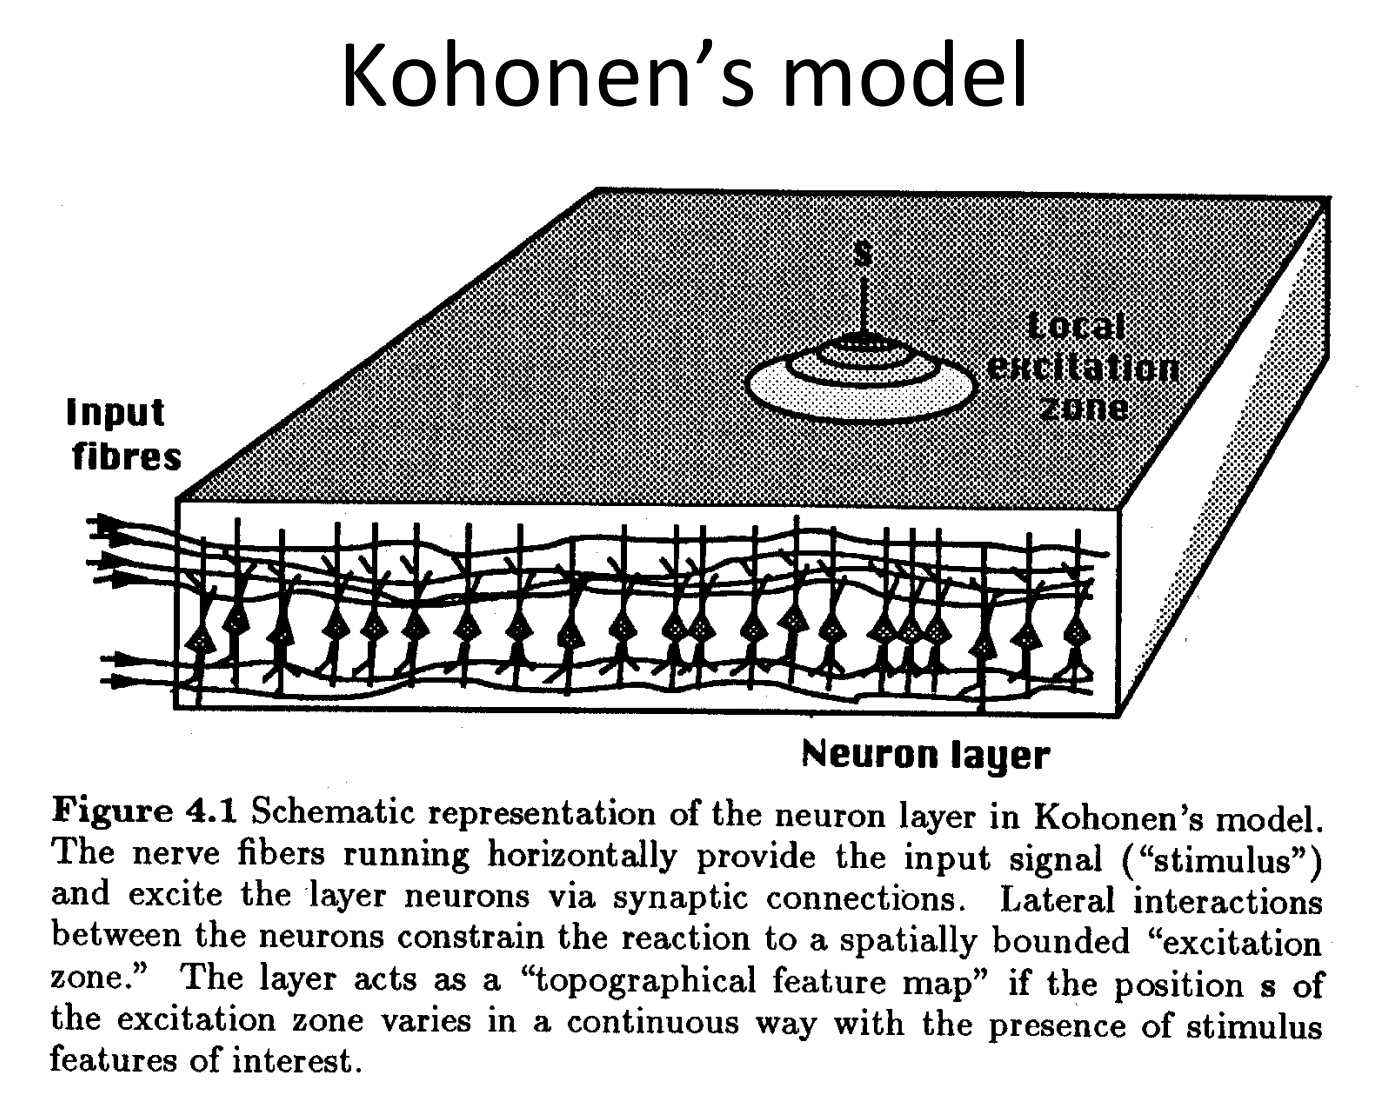 Kohonen’s model
s
Local
excitation
zone
Input
fibres
Neuron layer
Figure 4.1 Schematic representation of the neuron layer in Kohonen’s model.
The nerve fibers running horizontally provide the input signal (“stimulus”)
and excite the layer neurons via synaptic connections. Lateral interactions
between the neurons constrain the reaction to a spatially bounded “excitation
zone.” The layer acts as a “topographical feature map” if the position s of
the excitation zone varies in a continuous way with the presence of stimulus
features of interest.